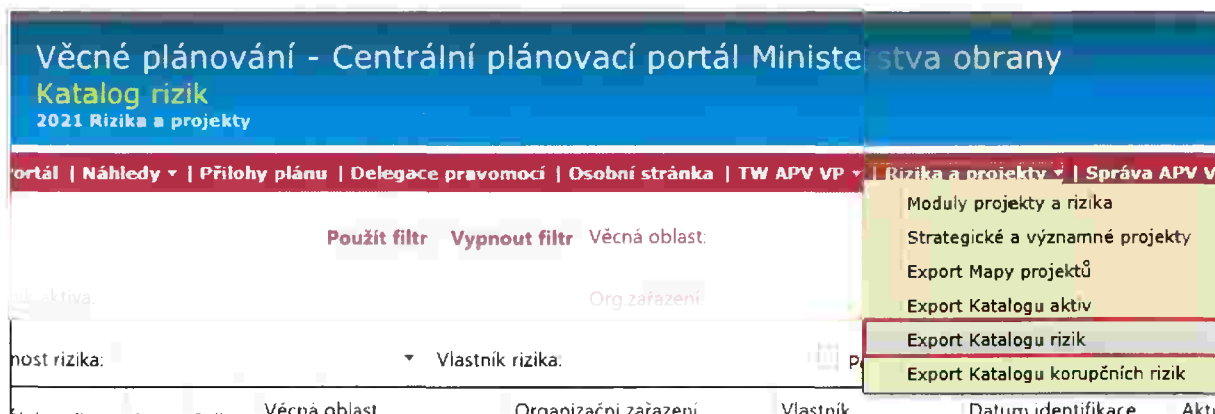 Věcné plánování - Centrální plánovací portál Ministerstva obrany
Katalog rizik
2021 Rizika a projekty
| Náhledy | Přílohy plánu | Delegace pravomocí | Osobní stránka | TW APV VP | Rizika a projekty | Správa APV
Moduly projekty a rizika
Použít filtr Vypnout filtr Věcná oblast:
Strategické a významné projekty
Export Mapy projektů
aktiva: Org.zařazení:
Export Katalogu aktiv
Export Katalogu rizik
rizika: Vlastník rizika:
Export Katalogu korupčních rizik
Věcná oblast Organizační zařazení Vlastník Datum identifikace